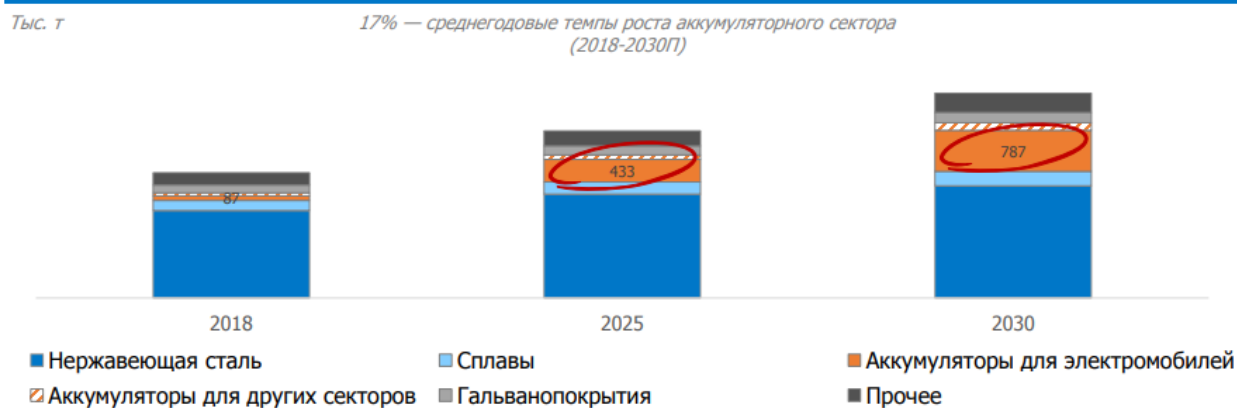 Тыс. т
17% — среднегодовые темпы роста аккумуляторного сектора
(2018-2030П)
87
433
787
2018
2025
2030
Нержавеющая сталь
Сплавы
Аккумуляторы для электромобилей
Аккумуляторы для других секторов
Гальванопокрытия
Прочее